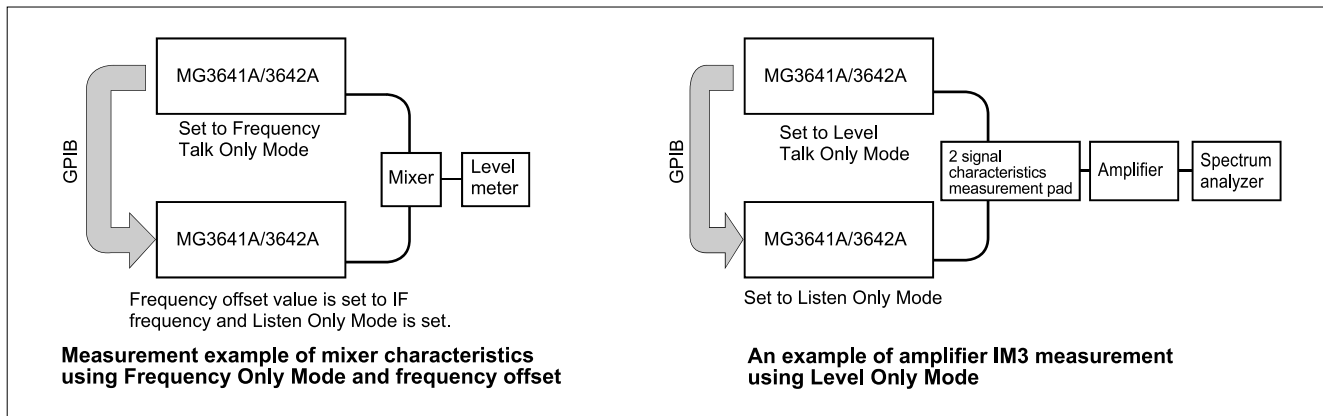 MG3641A/3642A
Set to Frequency
Talk Only Mode
GPIB
Mixer
Level
meter
MG3641A/3642A
Frequency offset value is set to IF
frequency and Listen Only Mode is set.
Measurement example of mixer characteristics
using Frequency Only Mode and frequency offset
MG3641A/3642A
Set to Level
Talk Only Mode
GPIB
2 signal
characteristics
measurement pad
Amplifier
Spectrum
analyzer
MG3641A/3642A
Set to Listen Only Mode
An example of amplifier IM3 measurement
using Level Only Mode